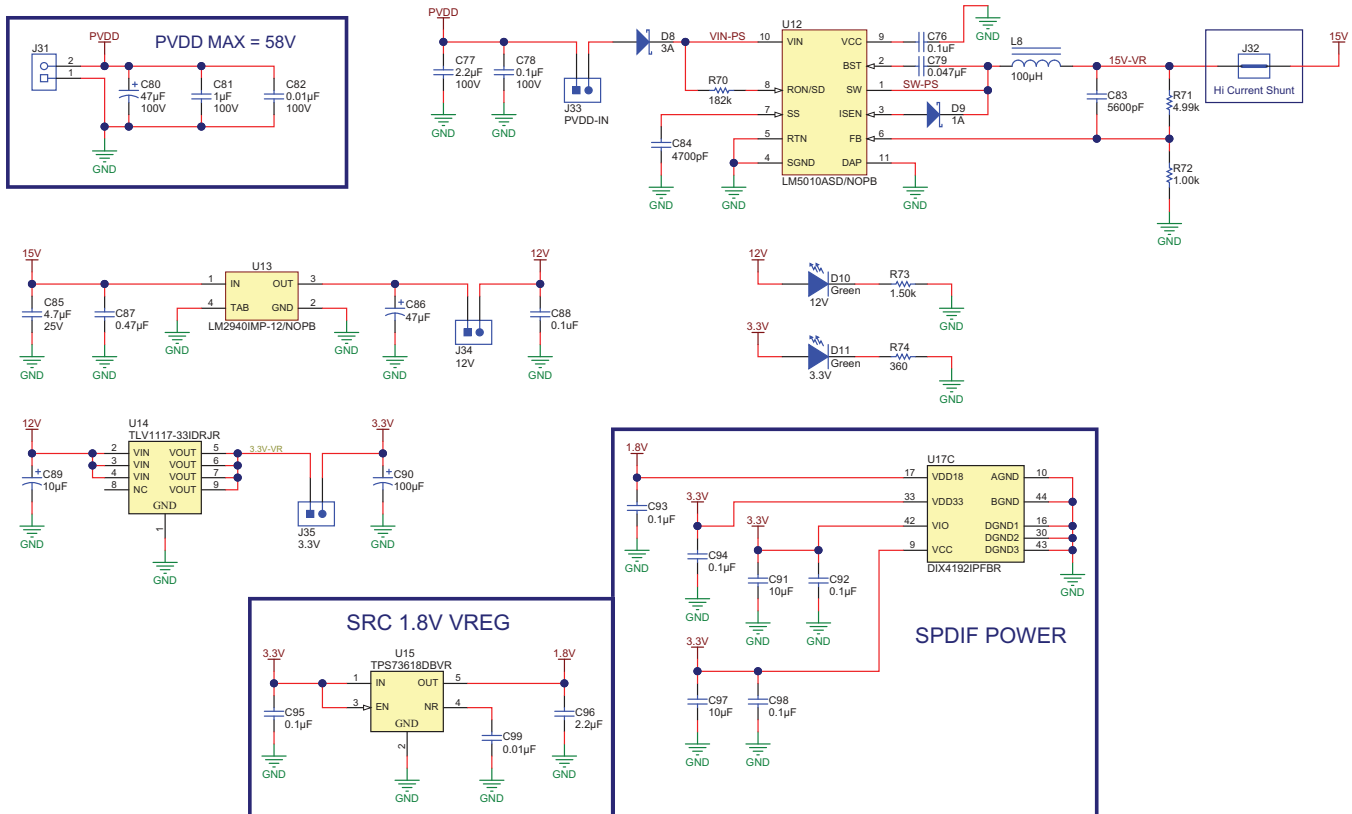 PVDD MAX = 58V
J31
2
1
PVDD
+
C80
47µF
100V
C81
1µF
100V
C82
0.01µF
100V
GND
PVDD
C77
2.2µF
100V
C78
0.1µF
100V
GND
GND
J33
PVDD-IN
D8
3A
VIN-PS
R70
182k
C84
4700pF
GND
GND
U12
10 VIN
8 RON/SD
7 SS
5 RTN
4 SGND
VCC 9
BST 2
SW 1
ISEN 3
FB 6
DAP 11
LM5010ASD/NOPB
C76
0.1uF
GND
C79
0.047µF
SW-PS
D9
1A
GND
L8
100µH
15V-VR
C83
5600pF
R71
4.99k
R72
1.00k
GND
J32
Hi Current Shunt
15V
15V
C85
4.7µF
25V
C87
0.47µF
GND
GND
U13
1 IN
4 TAB
OUT 3
GND 2
LM2940IMP-12/NOPB
GND
GND
+
C86
47µF
GND
J34
12V
12V
C88
0.1uF
GND
12V
D10
Green
12V
R73
1.50k
GND
3.3V
D11
Green
3.3V
R74
360
GND
12V
+
C89
10µF
GND
U14
TLV1117-33IDRJR
2 VIN
3 VIN
4 VIN
8 NC
VOUT 5
VOUT 6
VOUT 7
VOUT 9
GND
1
GND
3.3V-VR
J35
3.3V
3.3V
+
C90
100µF
GND
SRC 1.8V VREG
3.3V
C95
0.1µF
GND
U15
TPS73618DBVR
1 IN
3 EN
OUT 5
NR 4
GND
2
GND
C99
0.01µF
GND
1.8V
C96
2.2µF
GND
SPDIF POWER
1.8V
C93
0.1µF
GND
3.3V
C94
0.1µF
GND
3.3V
C91
10µF
GND
C92
0.1µF
GND
3.3V
C97
10µF
GND
C98
0.1µF
GND
U17C
17 VDD18
33 VDD33
42 VIO
9 VCC
AGND 10
BGND 44
DGND1 16
DGND2 30
DGND3 43
DIX4192IPFBR
GND